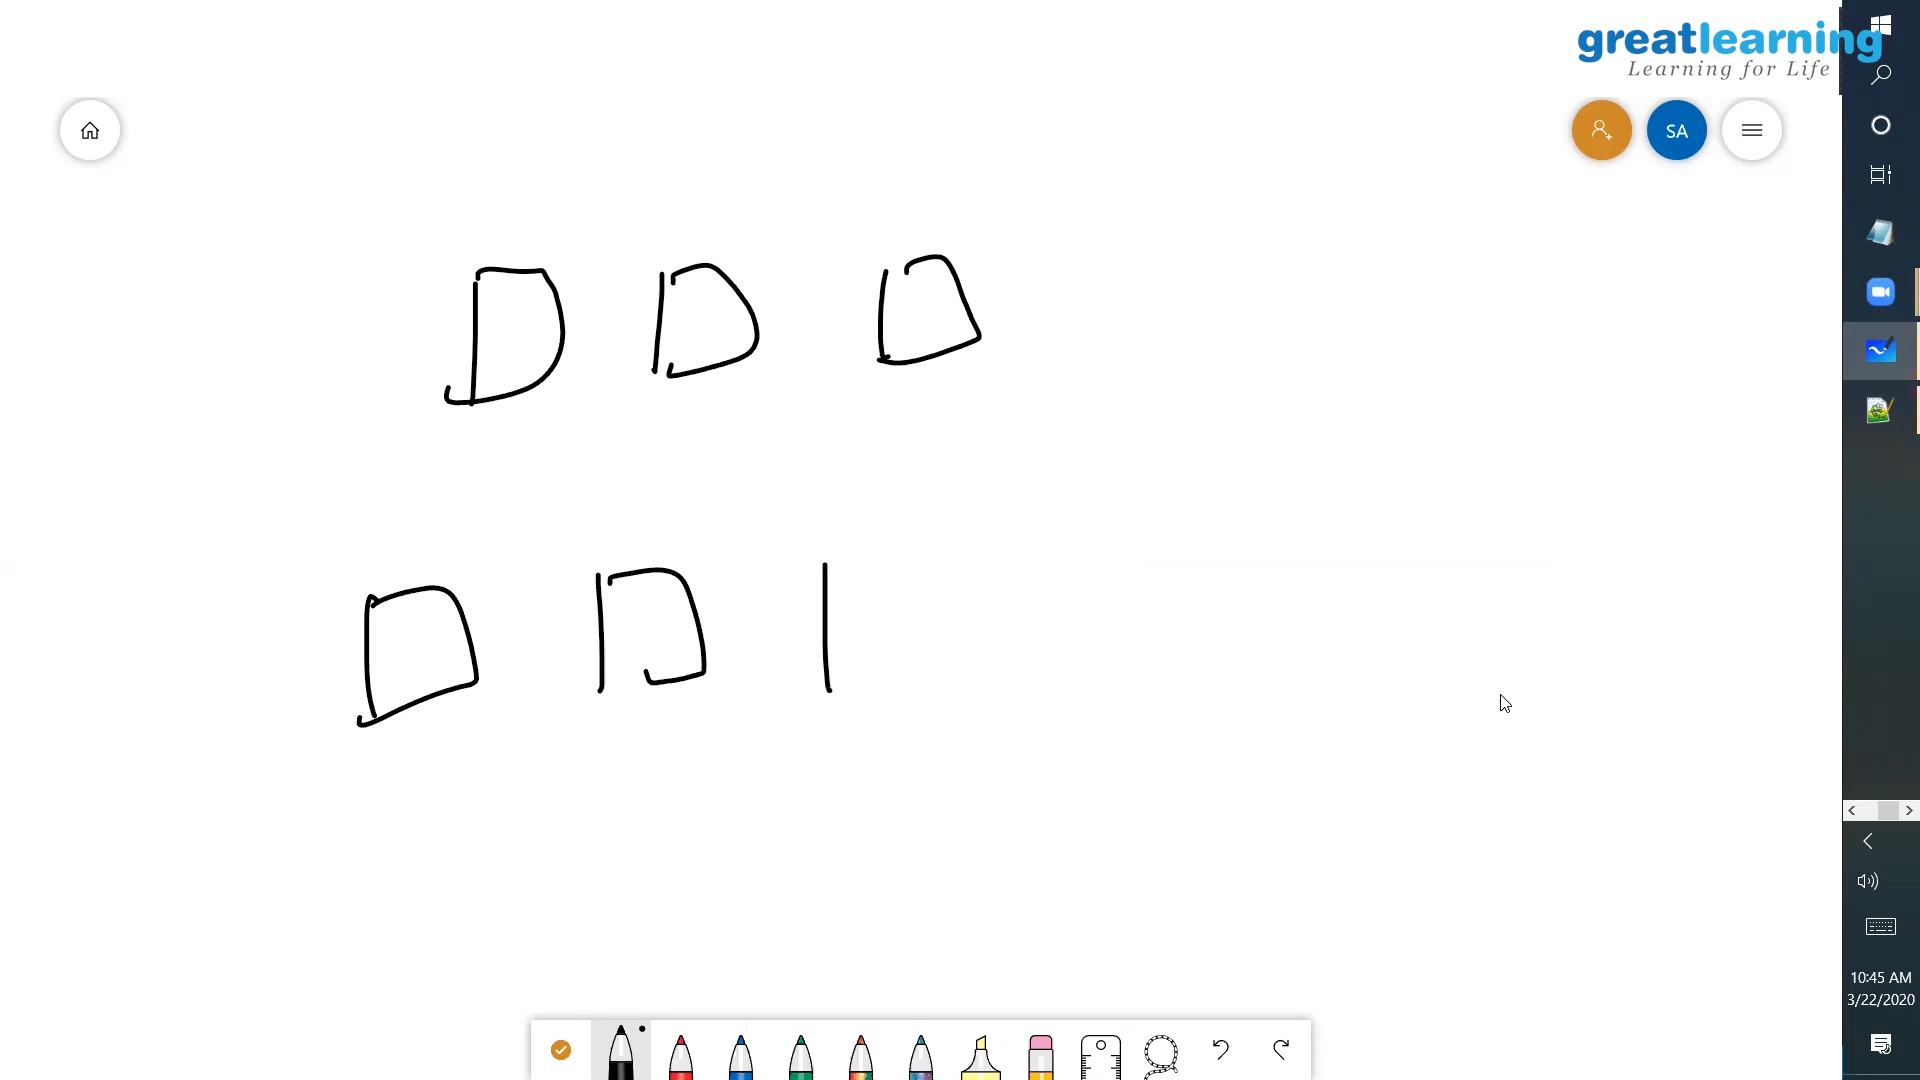 greatlearning
Learning for Life
SA
D D D
D D |
10:45 AM
3/22/2020